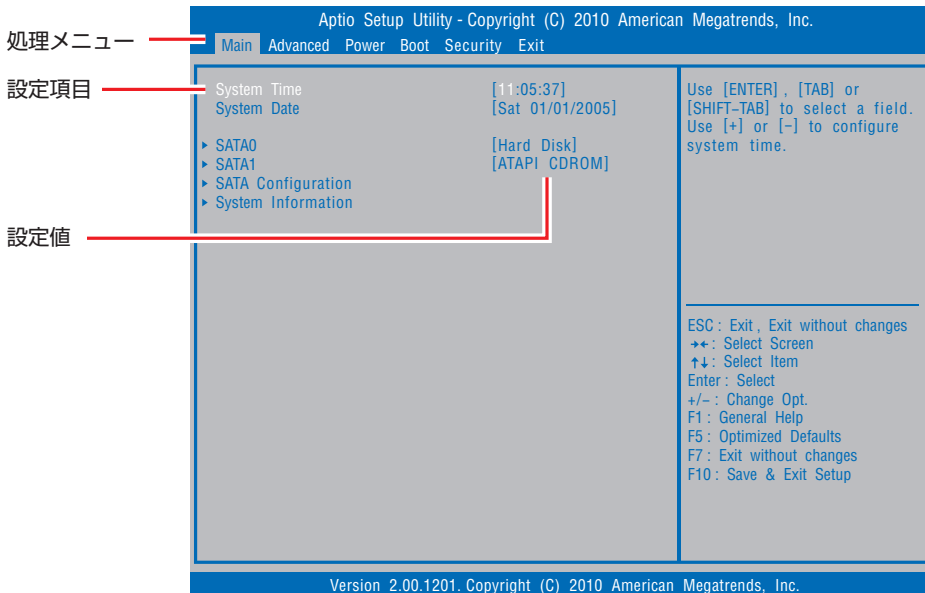 Aptio Setup Utility - Copyright (C) 2010 American Megatrends, Inc.
処理メニュー
Main Advanced Power Boot Security Exit
設定項目
System Time [11:05:37]
System Date [Sat 01/01/2005]
▶ SATA0 [Hard Disk]
▶ SATA1 [ATAPI CDROM]
▶ SATA Configuration
▶ System Information
設定値
Use [ENTER] , [TAB] or
[SHIFT-TAB] to select a field.
Use [+] or [-] to configure
system time.
ESC : Exit , Exit without changes
→← : Select Screen
↑↓ : Select Item
Enter : Select
+/- : Change Opt.
F1 : General Help
F5 : Optimized Defaults
F7 : Exit without changes
F10 : Save & Exit Setup
Version 2.00.1201. Copyright (C) 2010 American Megatrends, Inc.